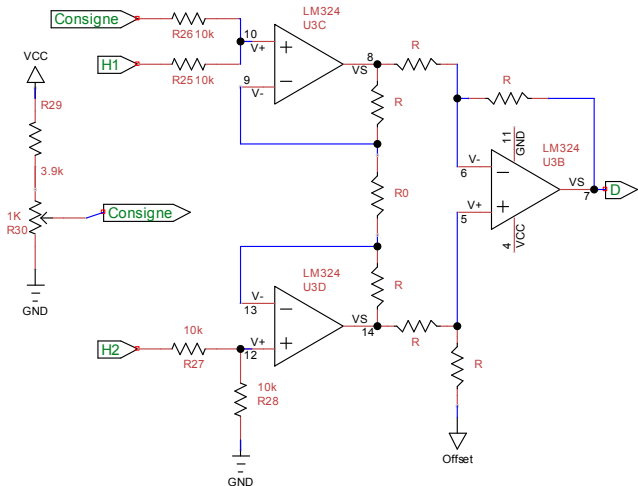 Consigne
R26 10k
H1
R25 10k
10
V+
9
V-
LM324
U3C
8
VS
R
R
R
VCC
R29
3.9k
1K
R30
GND
Consigne
R0
V-
6
V+
5
11
GND
LM324
U3B
VS
7
D
4
VCC
LM324
U3D
V-
13
V+
12
VS
14
R
R
R
H2
10k
R27
10k
R28
GND
Offset